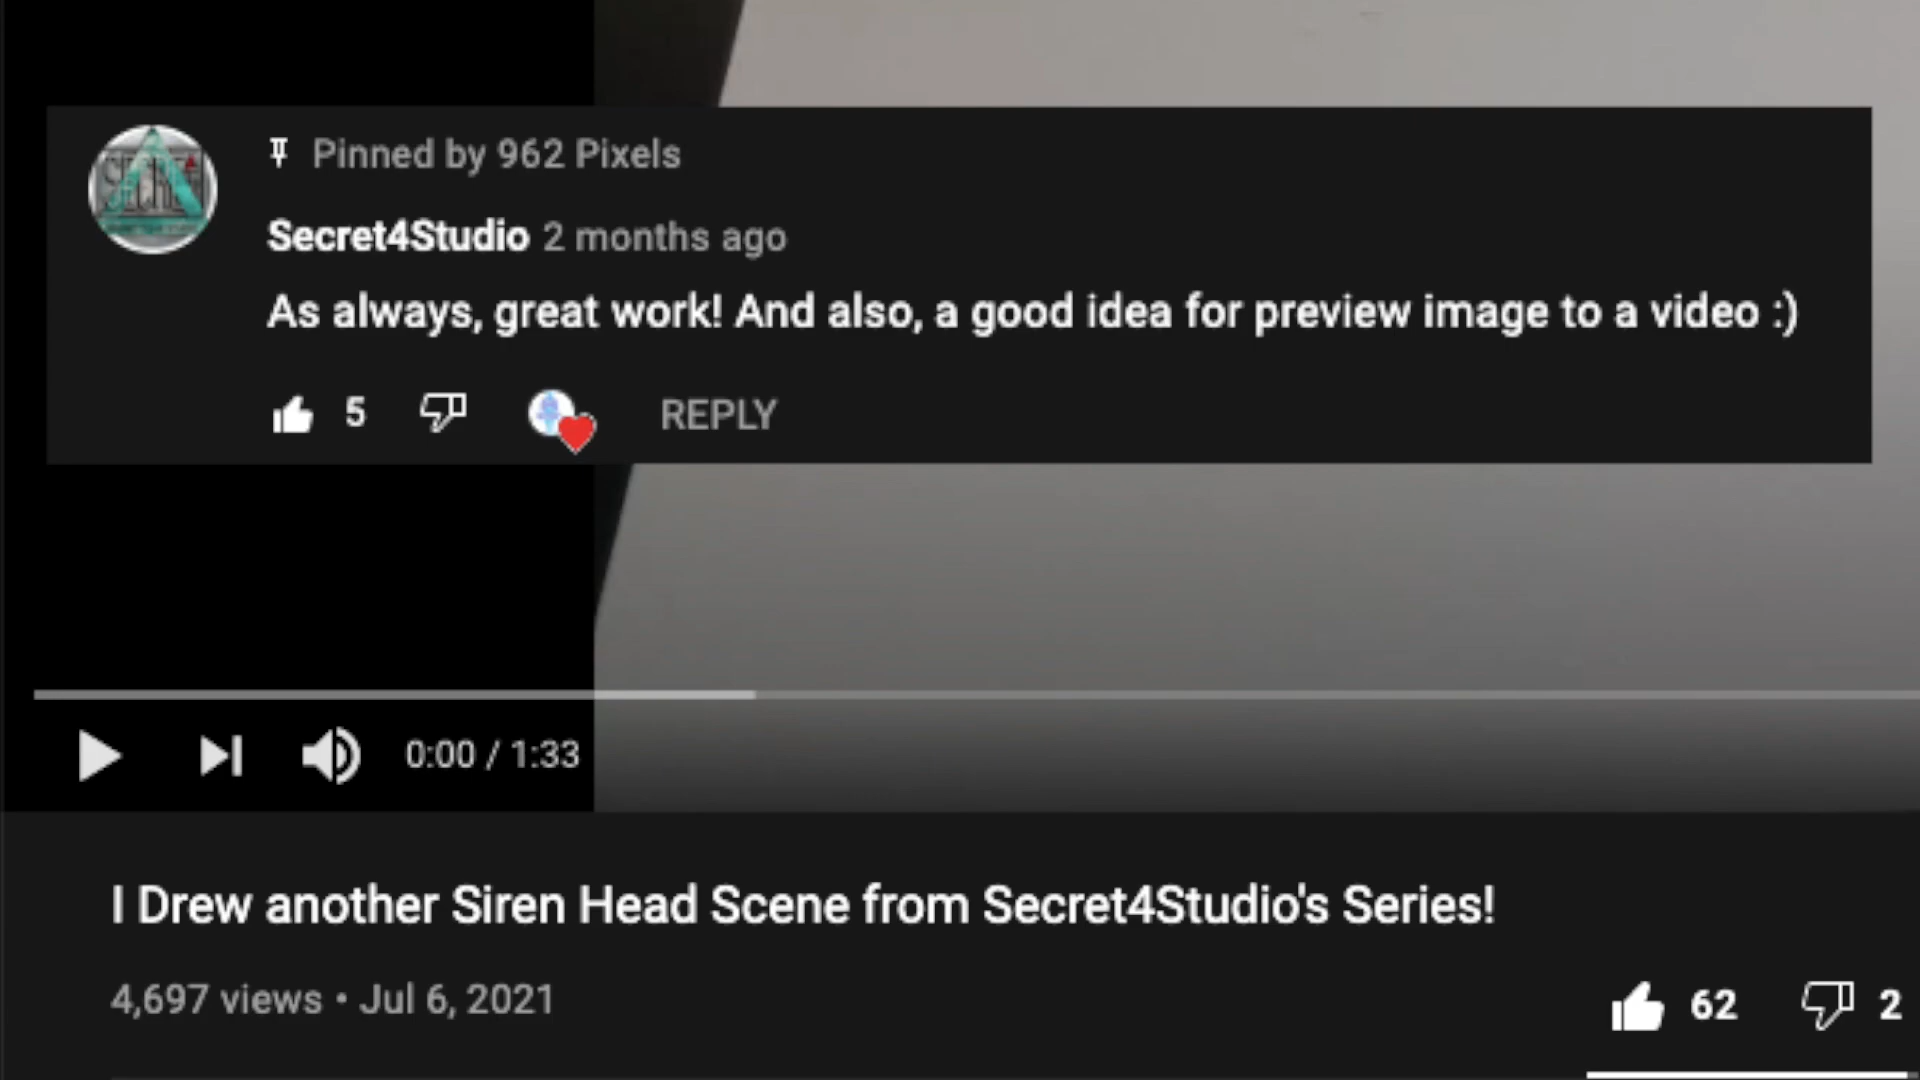 Pinned by 962 Pixels
Secret4Studio 2 months ago
As always, great work! And also, a good idea for preview image to a video :)
5 REPLY
0:00 / 1:33
I Drew another Siren Head Scene from Secret4Studio's Series!
4,697 views • Jul 6, 2021
62 2